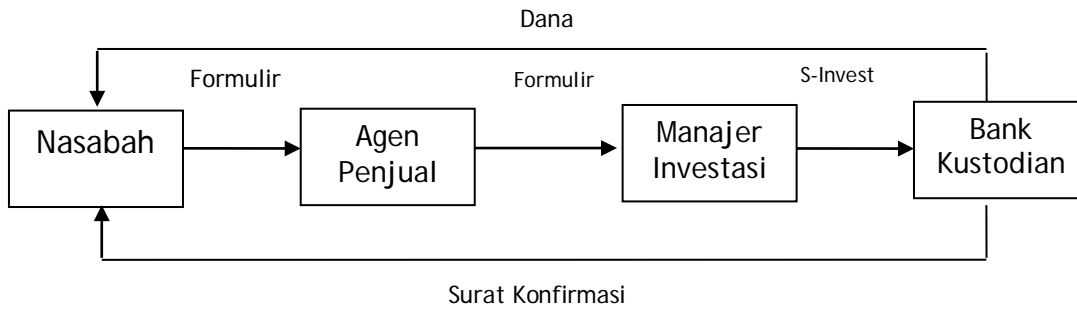 Dana
Formulir
Formulir
S-Invest
Nasabah
Agen
Penjual
Manajer
Investasi
Bank
Kustodian
Surat Konfirmasi